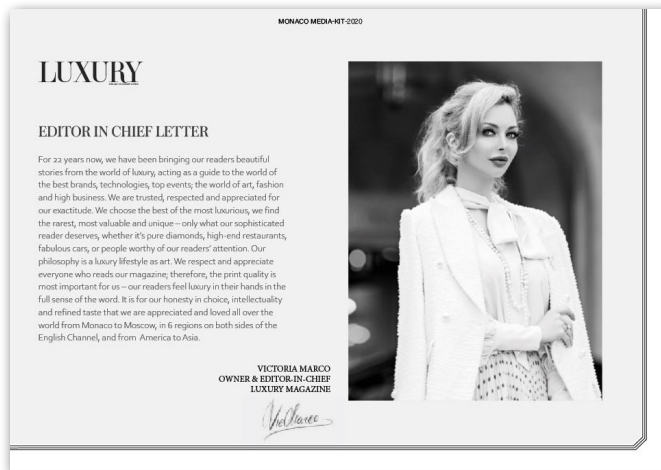 MONACO MEDIA-KIT-2020
LUXURY
EDITOR IN CHIEF LETTER
For 22 years now, we have been bringing our readers beautiful
stories from the world of luxury, acting as a guide to the world of
the best brands, technologies, top events; the world of art, fashion
and high business. We are trusted, respected and appreciated for
our exactitude. We choose the best of the most luxurious, we find
the rarest, most valuable and unique – only what our sophisticated
reader deserves, whether it's pure diamonds, high-end restaurants,
fabulous cars, or people worthy of our readers' attention. Our
philosophy is a luxury lifestyle as art. We respect and appreciate
everyone who reads our magazine; therefore, the print quality is
most important for us – our readers feel luxury in their hands in the
full sense of the word. It is for our honesty in choice, intellectuality
and refined taste that we are appreciated and loved all over the
world from Monaco to Moscow, in 6 regions on both sides of the
English Channel, and from America to Asia.
VICTORIA MARCO
OWNER & EDITOR-IN-CHIEF
LUXURY MAGAZINE